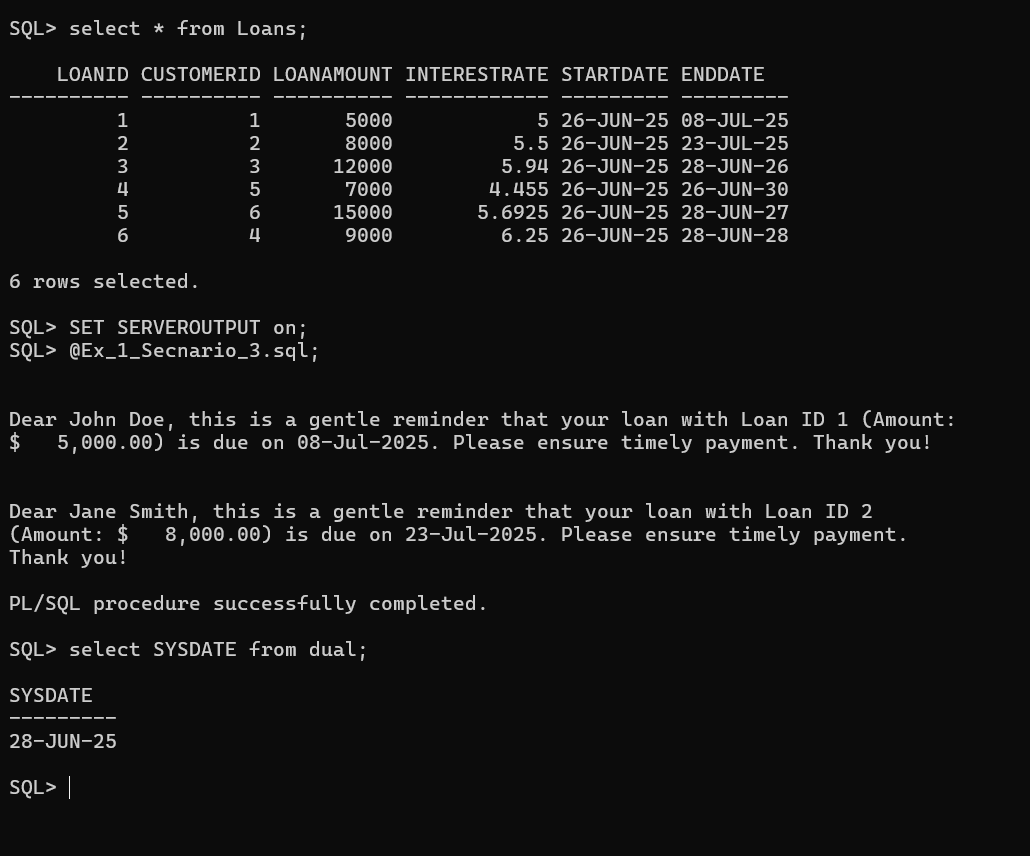 SQL> select * from Loans;
    LOANID CUSTOMERID LOANAMOUNT INTERESTRATE STARTDATE ENDDATE
---------- ---------- ---------- ------------ --------- ---------
         1          1       5000            5 26-JUN-25 08-JUL-25
         2          2       8000          5.5 26-JUN-25 23-JUL-25
         3          3      12000         5.94 26-JUN-25 28-JUN-26
         4          5       7000        4.455 26-JUN-25 26-JUN-30
         5          6      15000       5.6925 26-JUN-25 28-JUN-27
         6          4       9000         6.25 26-JUN-25 28-JUN-28
6 rows selected.
SQL> SET SERVEROUTPUT on;
SQL> @Ex_1_Secnario_3.sql;
Dear John Doe, this is a gentle reminder that your loan with Loan ID 1 (Amount:
$   5,000.00) is due on 08-Jul-2025. Please ensure timely payment. Thank you!
Dear Jane Smith, this is a gentle reminder that your loan with Loan ID 2
(Amount: $   8,000.00) is due on 23-Jul-2025. Please ensure timely payment.
Thank you!
PL/SQL procedure successfully completed.
SQL> select SYSDATE from dual;
SYSDATE
---------
28-JUN-25
SQL>